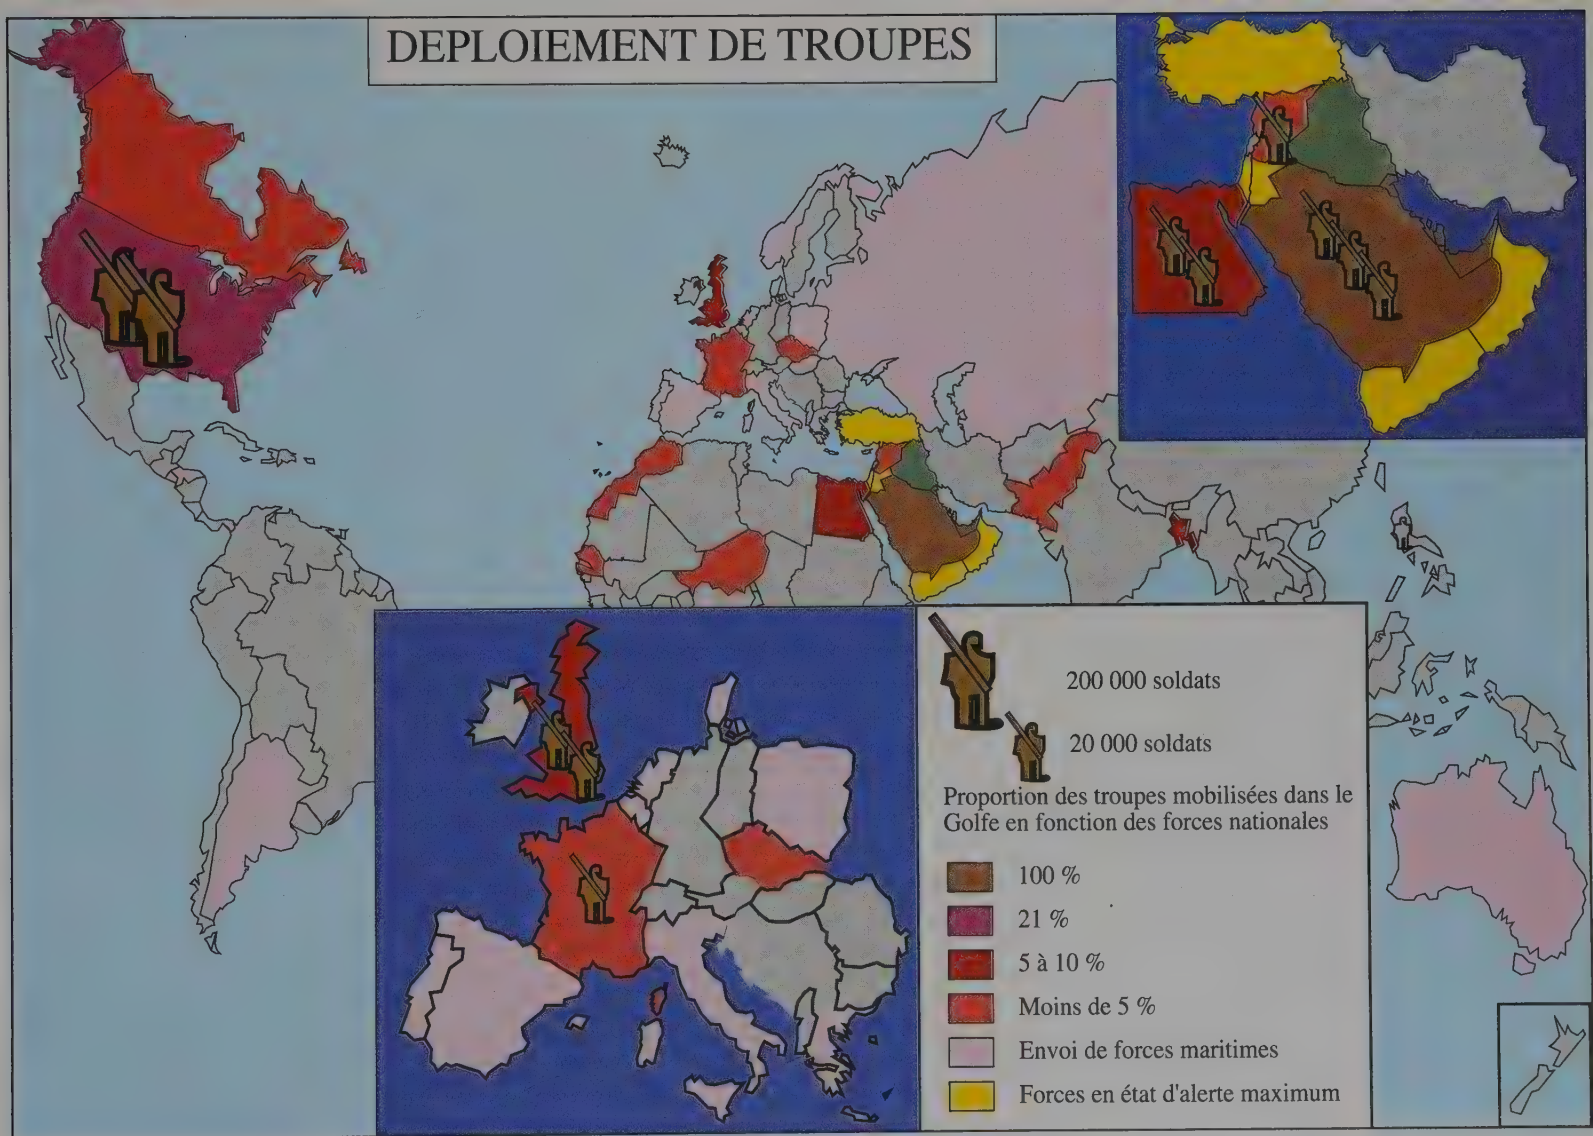 DEPLOIEMENT DE TROUPES
200 000 soldats
20 000 soldats
Proportion des troupes mobilisées dans le
Golfe en fonction des forces nationales
100 %
21 %
5 à 10 %
Moins de 5 %
Envoi de forces maritimes
Forces en état d'alerte maximum